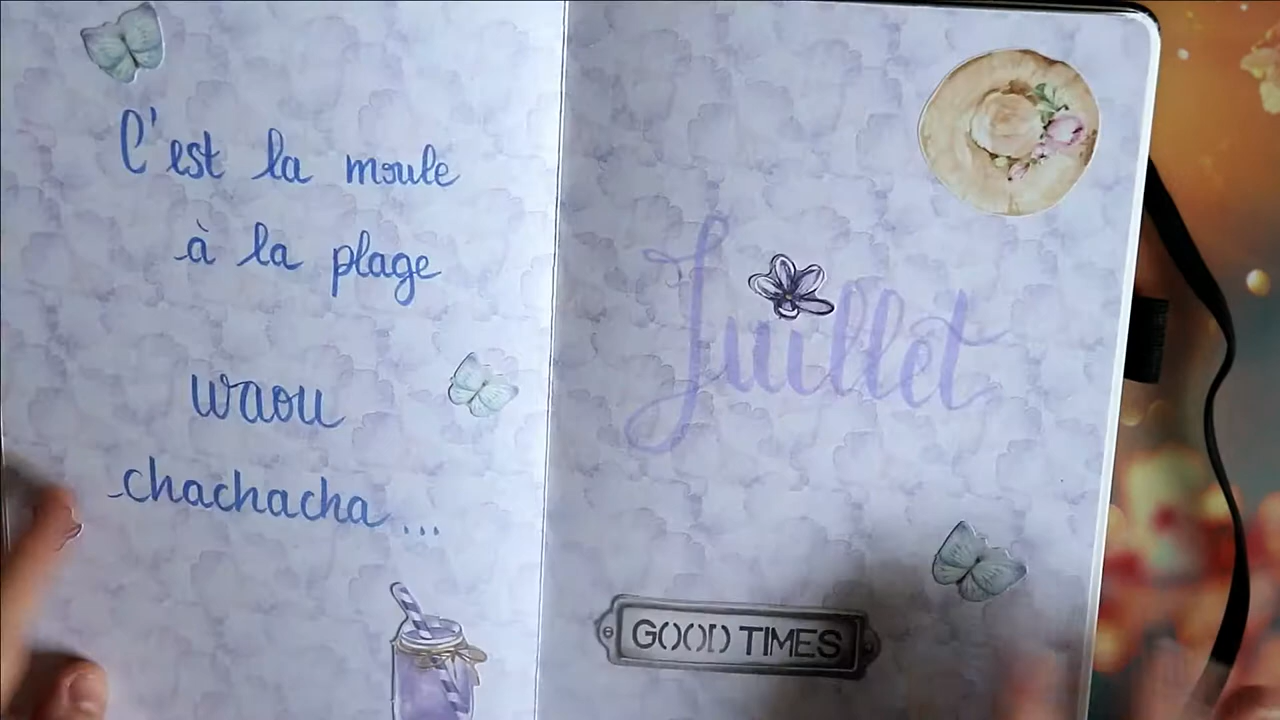 C'est la moule
à la plage
waou
chachacha...
Juillet
GOOD TIMES